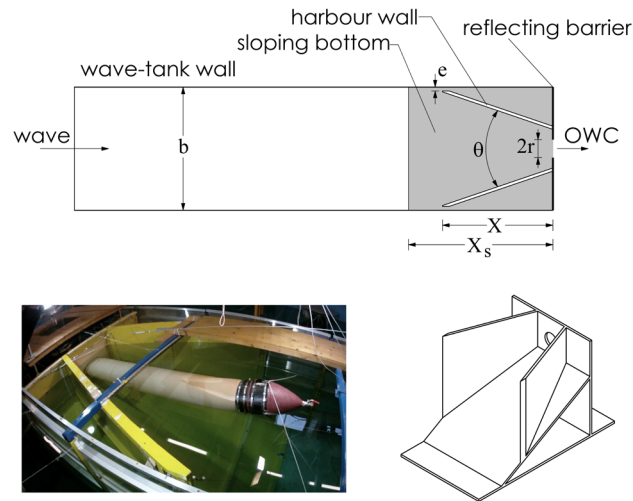 harbour wall
reflecting barrier
sloping bottom
wave-tank wall
e
wave
b
θ
2r
OWC
X
Xs